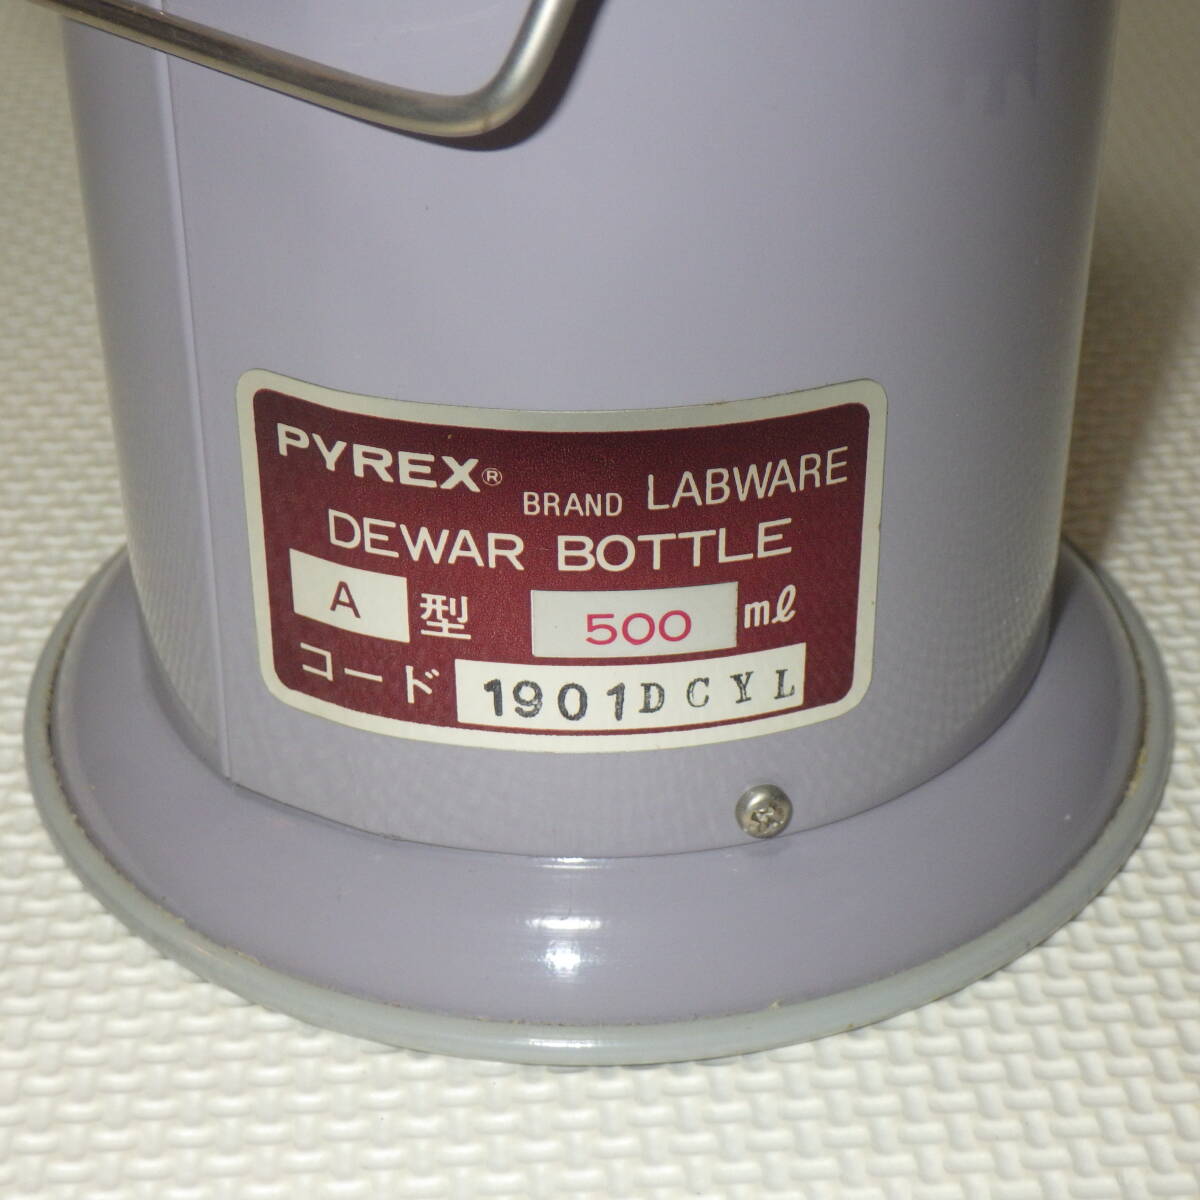 PYREX® BRAND LABWARE
DEWAR BOTTLE
A 型 500 ml
コード 1901DCYL